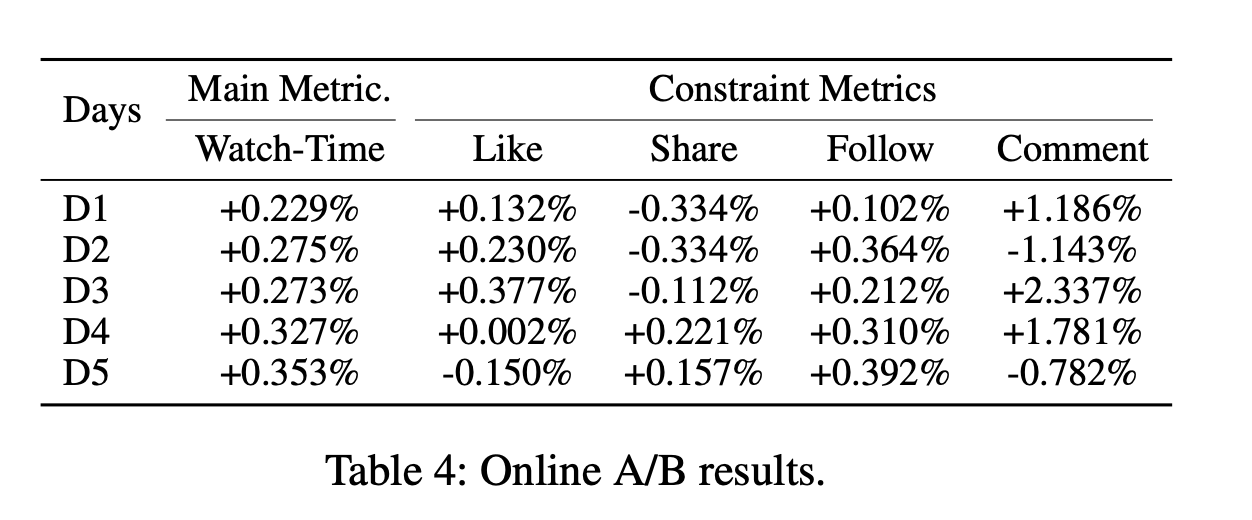 Days Main Metric. Constraint Metrics
Watch-Time Like Share Follow Comment
D1 +0.229% +0.132% -0.334% +0.102% +1.186%
D2 +0.275% +0.230% -0.334% +0.364% -1.143%
D3 +0.273% +0.377% -0.112% +0.212% +2.337%
D4 +0.327% +0.002% +0.221% +0.310% +1.781%
D5 +0.353% -0.150% +0.157% +0.392% -0.782%
Table 4: Online A/B results.